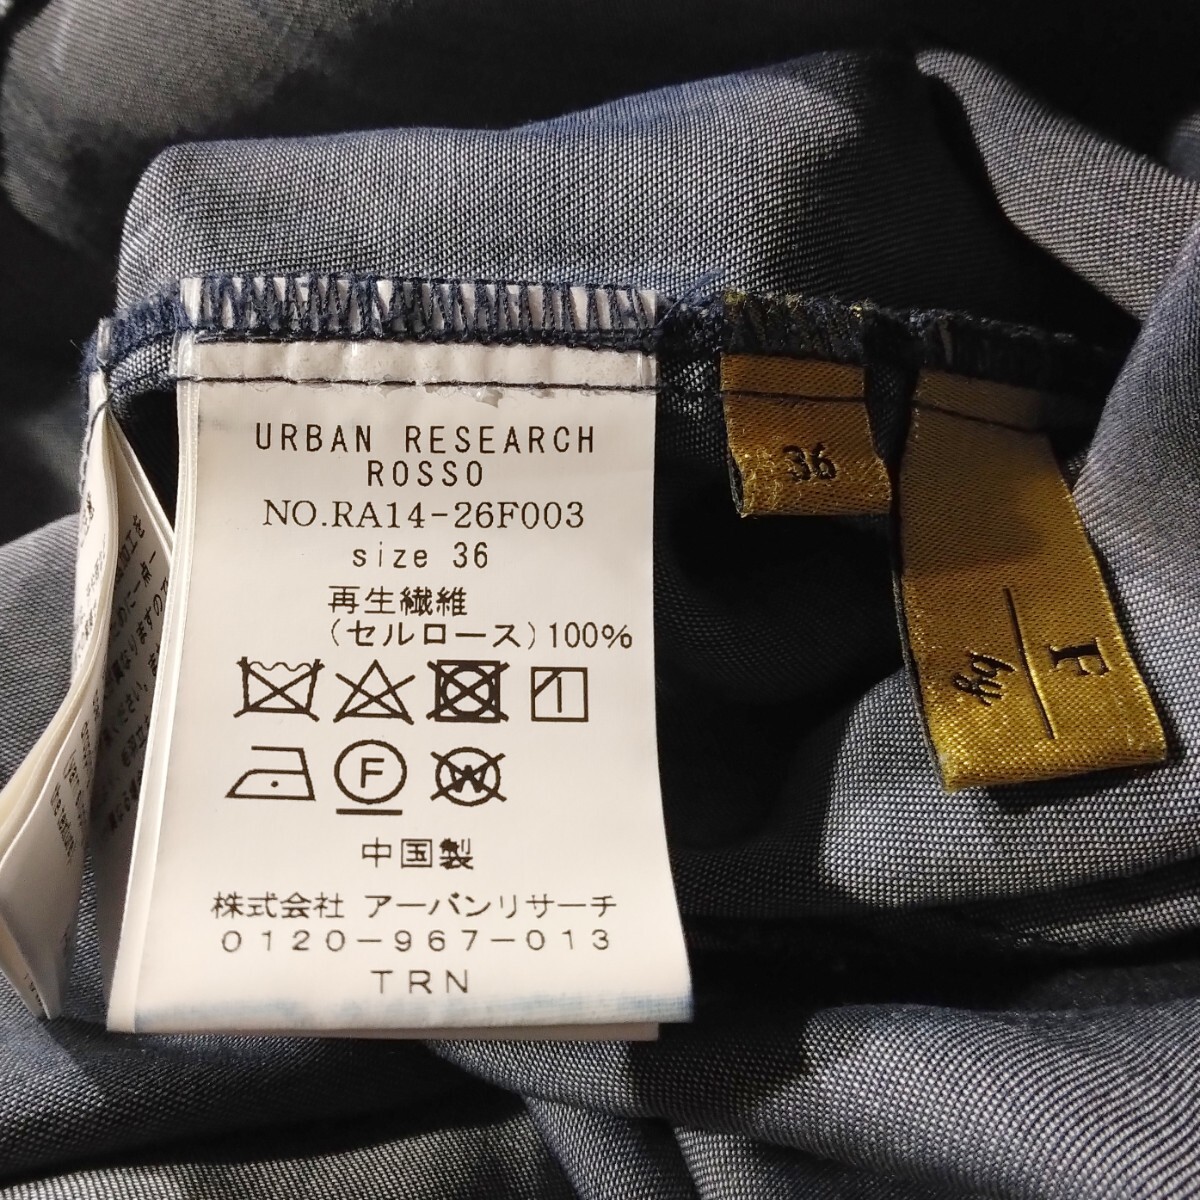 URBAN RESEARCH
ROSSO
NO.RA14-26F003
size 36
再生繊維
(セルロース)100%
F
W
中国製
株式会社 アーバンリサーチ
0120-967-013
TRN
36
F
by